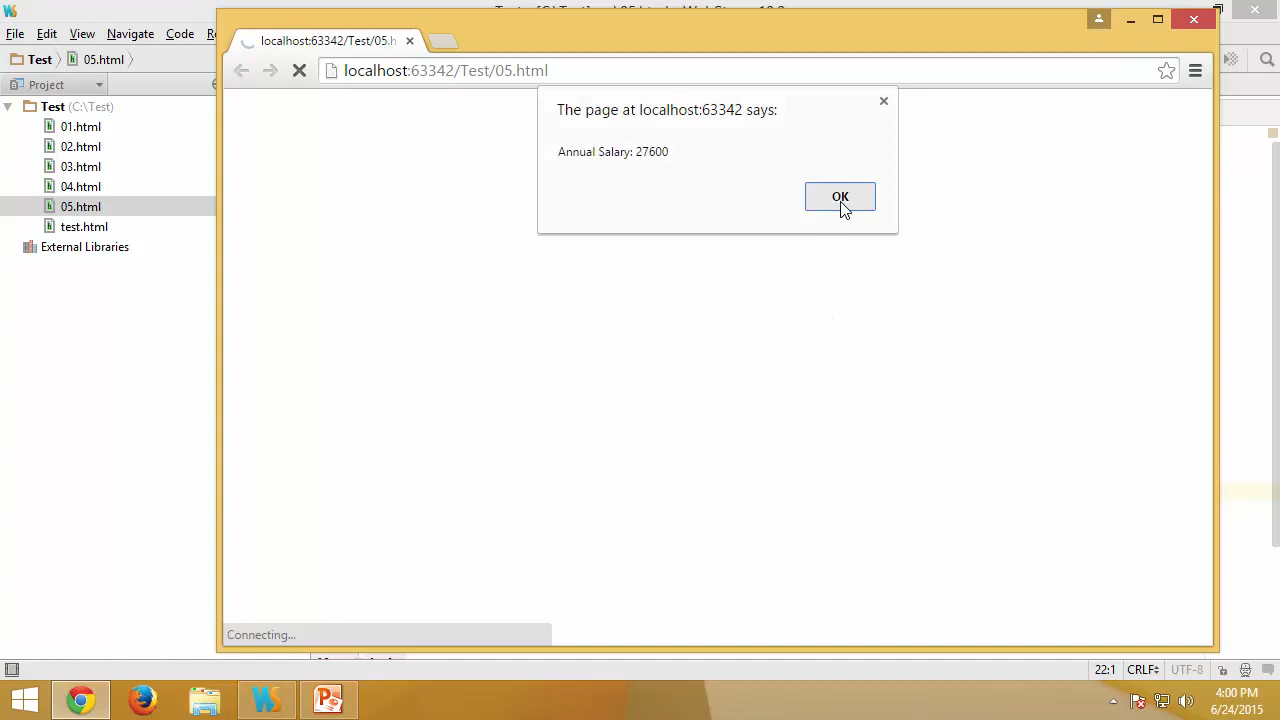 File Edit View Navigate Code
Test 05.html
Project
Test (C:\Test)
01.html
02.html
03.html
04.html
05.html
test.html
External Libraries
localhost:63342/Test/05.h
localhost:63342/Test/05.html
The page at localhost:63342 says:
Annual Salary: 27600
OK
Connecting...
22:1 CRLF UTF-8
4:00 PM
6/24/2015